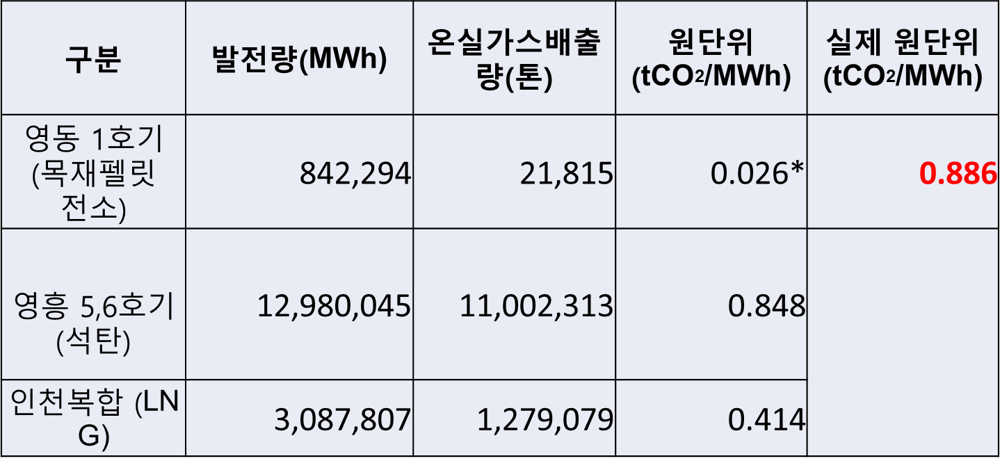 구분
발전량(MWh)
온실가스배출
량(톤)
원단위
(tCO2/MWh)
실제 원단위
(tCO2/MWh)
영동 1호기
(목재펠릿
전소)
842,294
21,815
0.026*
0.886
영흥 5,6호기
(석탄)
12,980,045
11,002,313
0.848
인천복합 (LN
G)
3,087,807
1,279,079
0.414